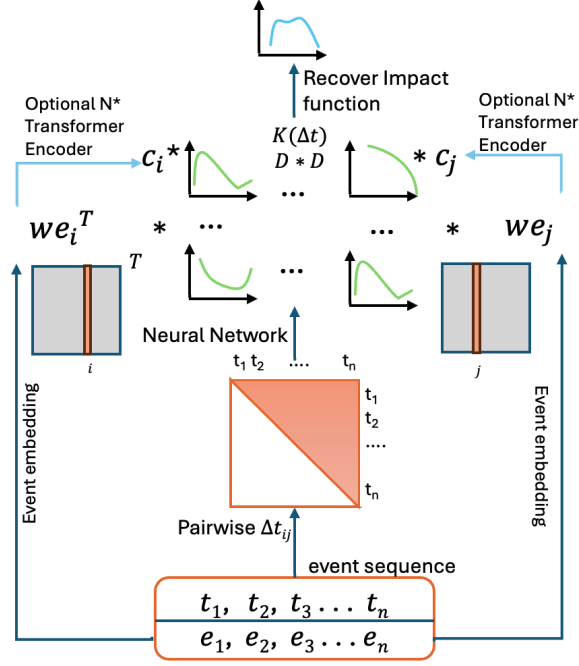 Recover Impact
function
Optional N*
Transformer
Encoder
Optional N*
Transformer
Encoder
K(Δt)
D * D
c_i*
* c_j
...
we_i^T
*
...
...
*
we_j
T
...
i
j
Neural Network
t_1 t_2 .... t_n
t_1
t_2
....
t_n
Event embedding
Event embedding
Pairwise Δt_ij
event sequence
t_1, t_2, t_3 ... t_n
e_1, e_2, e_3 ... e_n